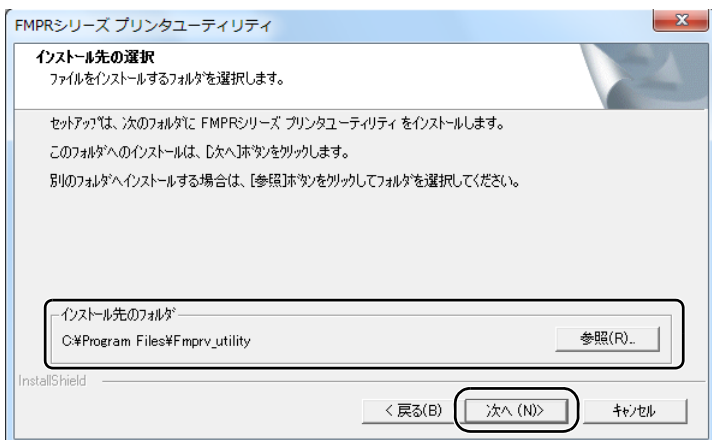 FMPRシリーズ プリンタユーティリティ
インストール先の選択
ファイルをインストールするフォルダを選択します。
セットアップは、次のフォルダに FMPRシリーズ プリンタユーティリティ をインストールします。
このフォルダへのインストールは、[次へ]ボタンをクリックします。
別のフォルダへインストールする場合は、[参照]ボタンをクリックしてフォルダを選択してください。
インストール先のフォルダ
C:¥Program Files¥Fmprv_utility
参照(R)...
InstallShield
< 戻る(B)
次へ (N)>
キャンセル